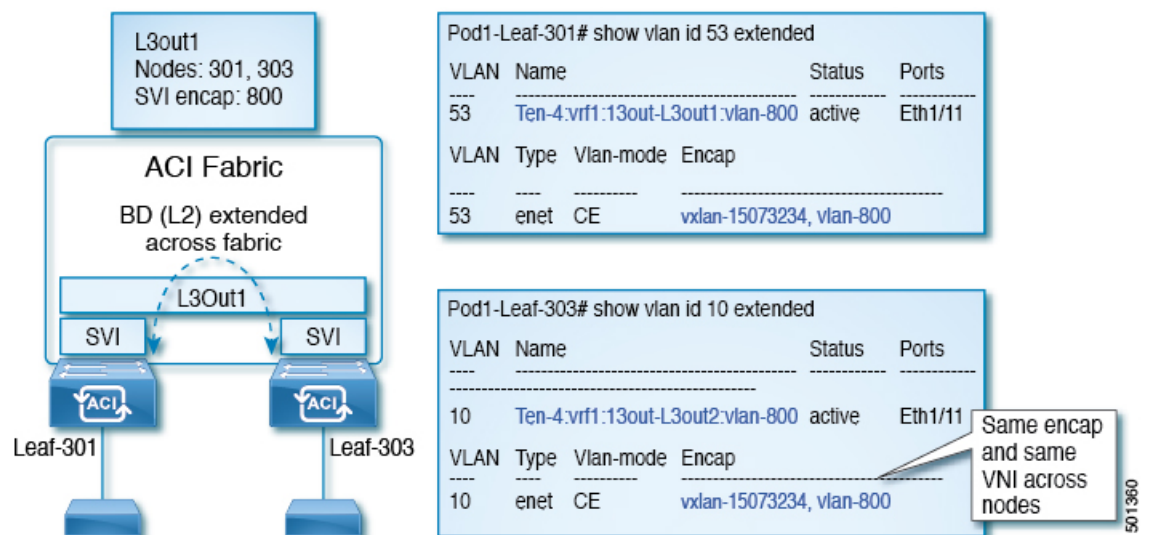 L3out1
Nodes: 301, 303
SVI encap: 800
ACI Fabric
BD (L2) extended
across fabric
L3Out1
SVI
SVI
ACI
ACI
Leaf-301
Leaf-303
Pod1-Leaf-301# show vlan id 53 extended
VLAN Name Status Ports
---- -------------------------------------------- ------------ ------------
53 Ten-4:vrf1:13out-L3out1:vlan-800 active Eth1/11
VLAN Type Vlan-mode Encap
---- ---- ---------- -----------------------------------------
53 enet CE vxlan-15073234, vlan-800
Pod1-Leaf-303# show vlan id 10 extended
VLAN Name Status Ports
---- -------------------------------------------- ------------ ------------
------------------------------------------------
10 Ten-4:vrf1:13out-L3out2:vlan-800 active Eth1/11
VLAN Type Vlan-mode Encap
---- ---- ---------- -----------------------------------------
10 enet CE vxlan-15073234, vlan-800
Same encap
and same
VNI across
nodes
501360